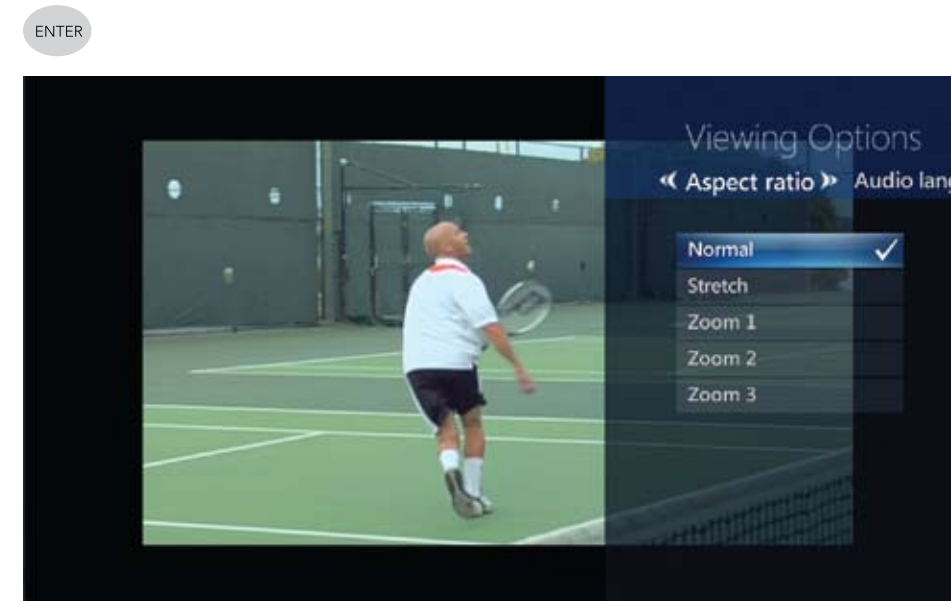 ENTER
Viewing Options
« Aspect ratio » Audio lang
Normal ✓
Stretch
Zoom 1
Zoom 2
Zoom 3